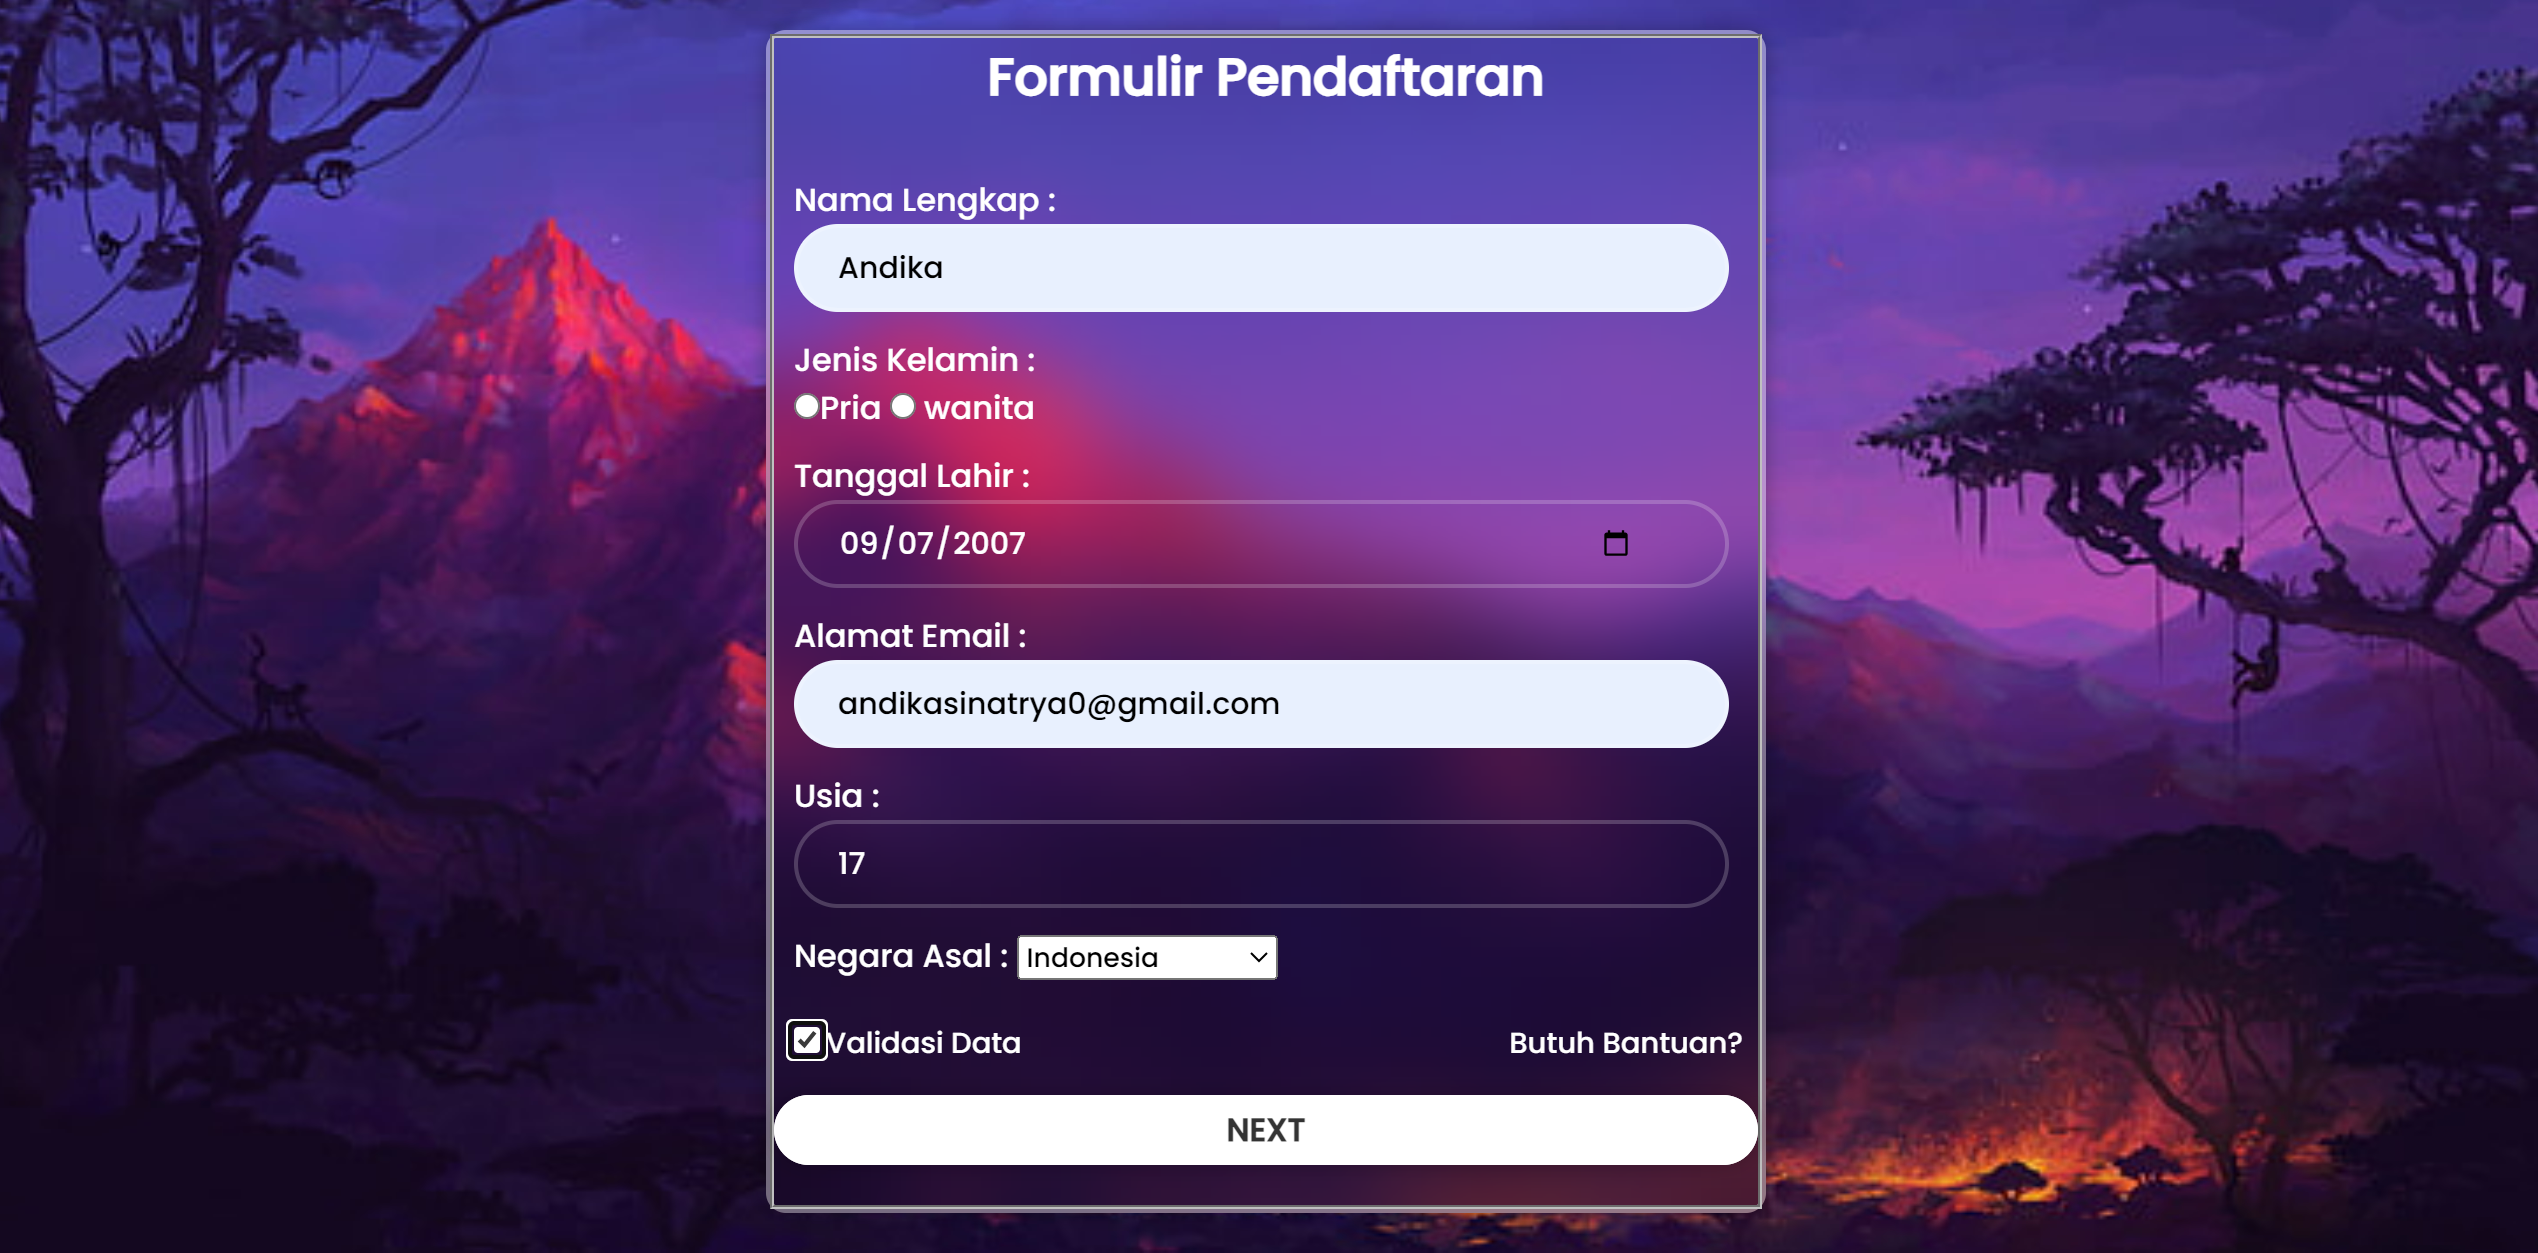 Formulir Pendaftaran
Nama Lengkap :
Andika
Jenis Kelamin :
Pria wanita
Tanggal Lahir :
09/07/2007
Alamat Email :
andikasinatrya0@gmail.com
Usia :
17
Negara Asal : Indonesia
Validasi Data Butuh Bantuan?
NEXT